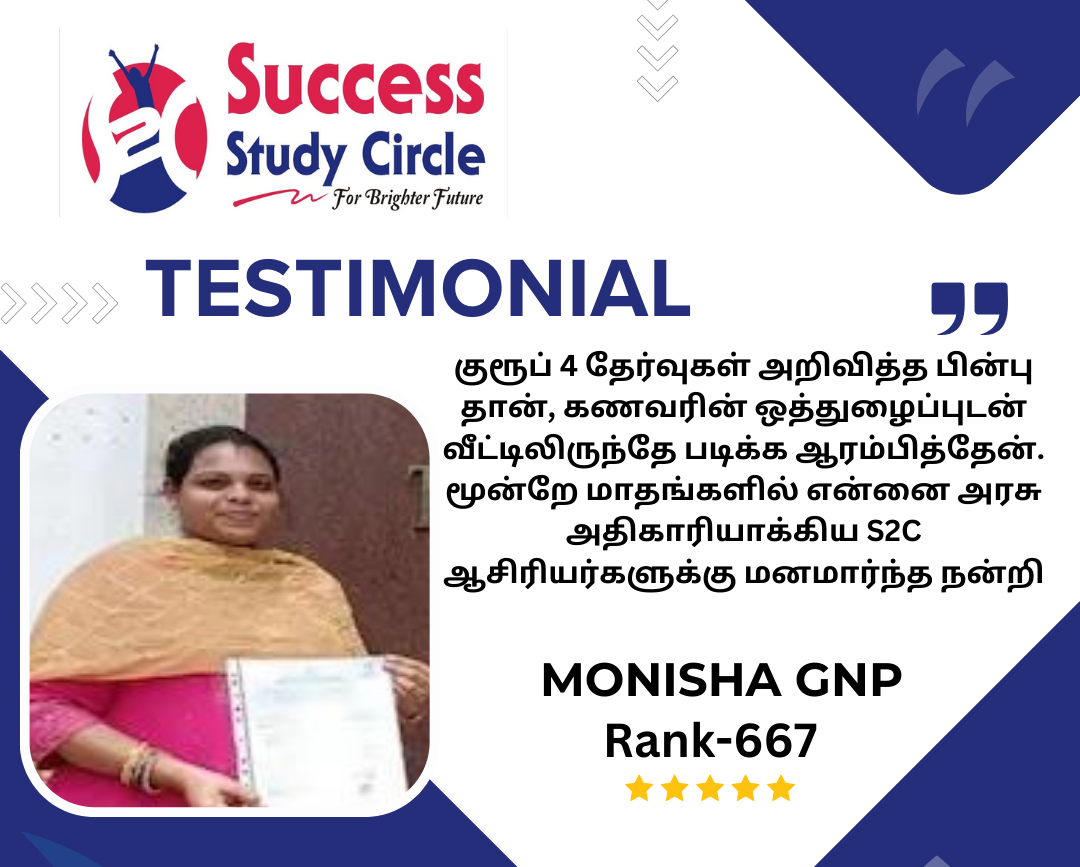 Success
Study Circle
For Brighter Future
TESTIMONIAL
குரூப் 4 தேர்வுகள் அறிவித்த பின்பு
தான், கணவரின் ஒத்துழைப்புடன்
வீட்டிலிருந்தே படிக்க ஆரம்பித்தேன்.
மூன்றே மாதங்களில் என்னை அரசு
அதிகாரியாக்கிய S2C
ஆசிரியர்களுக்கு மனமார்ந்த நன்றி
MONISHA GNP
Rank-667